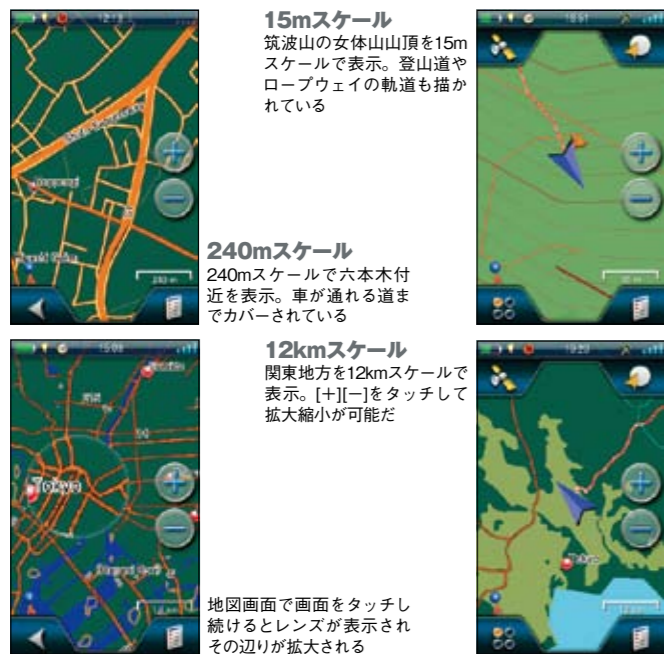 15mスケール
筑波山の女体山山頂を15m
スケールで表示。登山道や
ロープウェイの軌道も描か
れている
240mスケール
240mスケールで六本木付
近を表示。車が通れる道ま
でカバーされている
12kmスケール
関東地方を12kmスケールで
表示。[+][−]をタッチして
拡大縮小が可能だ
地図画面で画面をタッチし
続けるとレンズが表示され
その辺りが拡大される
Tokyo